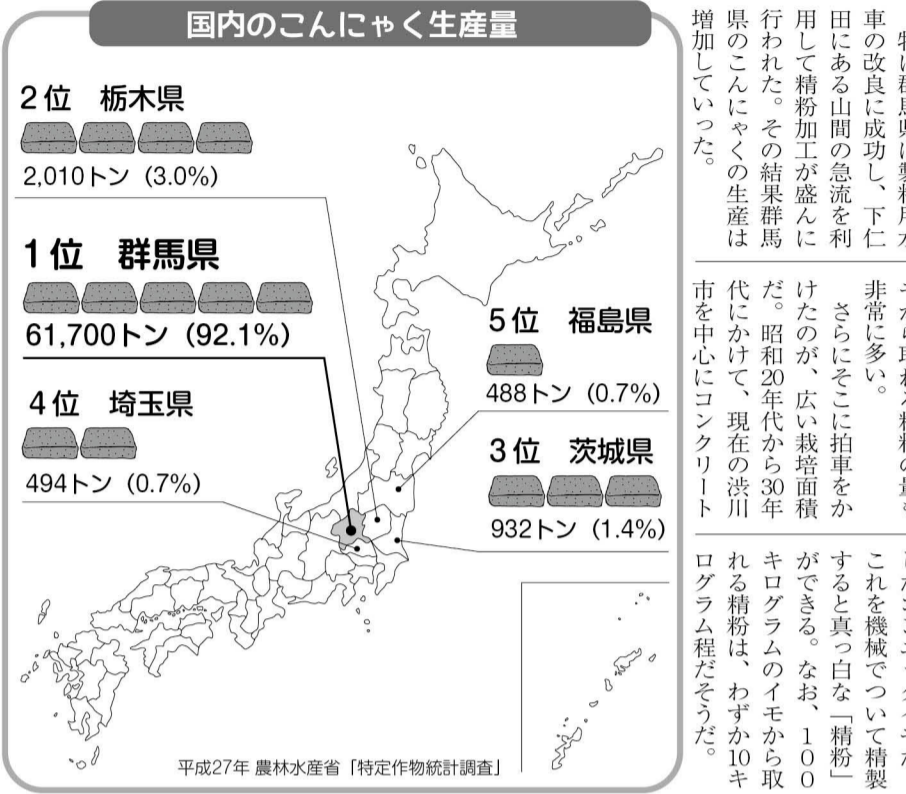 国内のこんにゃく生産量
2位　栃木県
2,010トン（3.0%）
1位　群馬県
61,700トン（92.1%）
4位　埼玉県
494トン（0.7%）
5位　福島県
488トン（0.7%）
3位　茨城県
932トン（1.4%）
平成27年 農林水産省「特定作物統計調査」
車の改良に成功し、下仁
田にある山間の急流を利
用して精粉加工が盛んに
行われた。その結果群馬
県のこんにゃくの生産は
増加していった。
非常に多い。
さらにそこに拍車をか
けたのが、広い栽培面積
だ。昭和20年代から30年
代にかけて、現在の渋川
市を中心にコンクリート
これを機械でついて精製
すると真っ白な「精粉」
ができる。なお、100
キログラムのイモから取
れる精粉は、わずか10キ
ログラム程だそうだ。